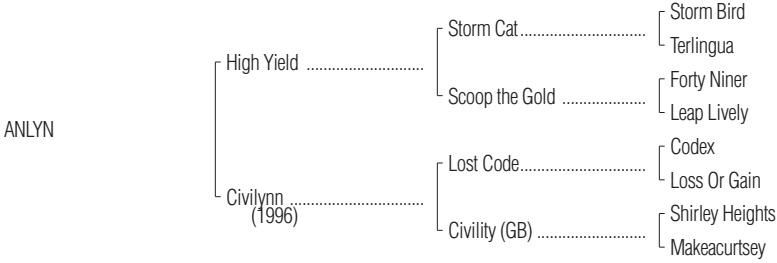 Storm Bird
Storm Cat..............................
Terlingua
High Yield ............................
Forty Niner
Scoop the Gold ....................
Leap Lively
ANLYN
Codex
Lost Code..............................
Loss Or Gain
Civilynn ................................
(1996)
Shirley Heights
Civility (GB) ..........................
Makeacurtsey